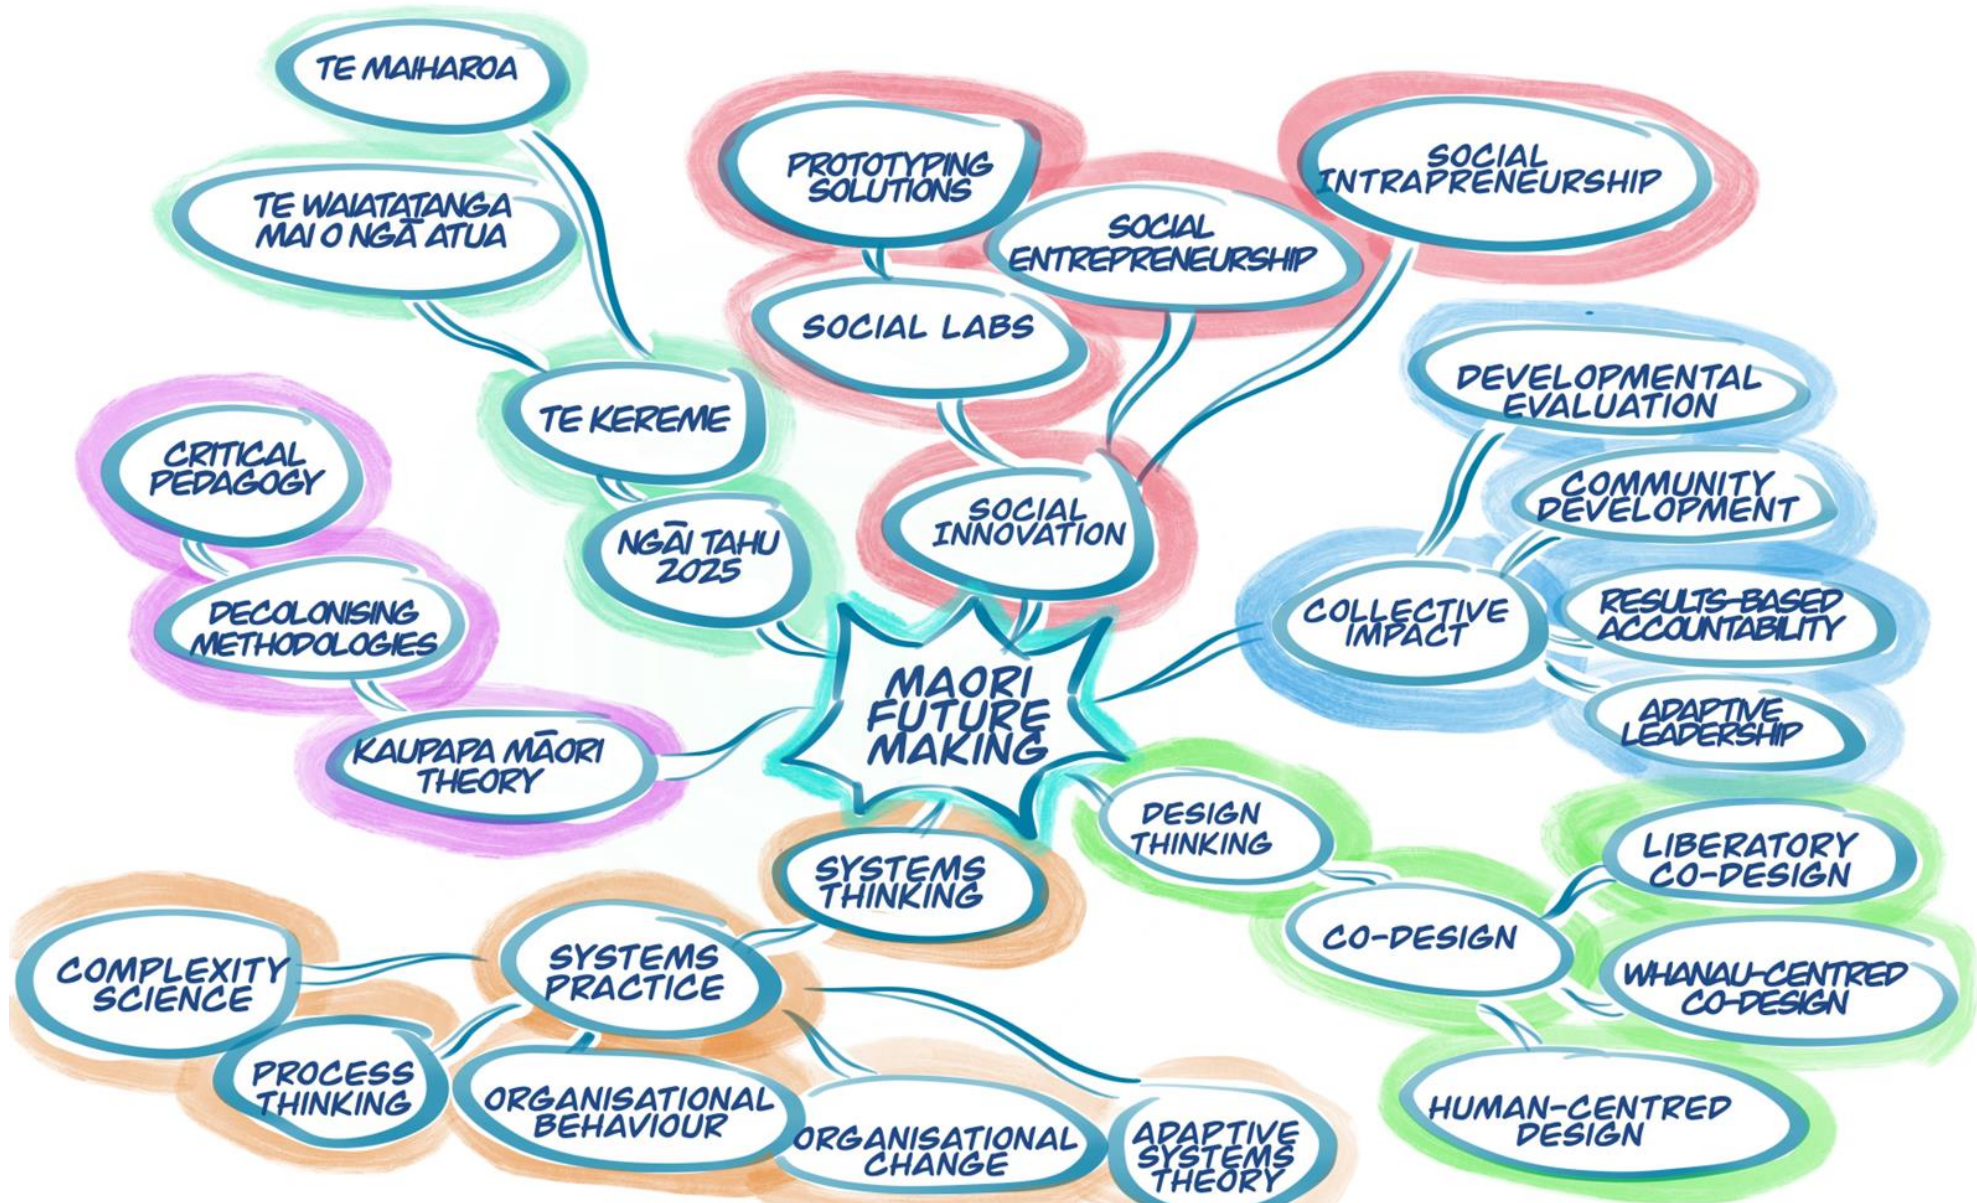 TE MAIHAROA
TE WAIATATANGA
MAI O NGĀ ATUA
TE KEREME
NGĀI TAHU
2025
PROTOTYPING
SOLUTIONS
SOCIAL LABS
SOCIAL
ENTREPRENEURSHIP
SOCIAL
INTRAPRENEURSHIP
SOCIAL
INNOVATION
DEVELOPMENTAL
EVALUATION
COMMUNITY
DEVELOPMENT
COLLECTIVE
IMPACT
RESULTS-BASED
ACCOUNTABILITY
ADAPTIVE
LEADERSHIP
CRITICAL
PEDAGOGY
DECOLONISING
METHODOLOGIES
KAUPAPA MĀORI
THEORY
MAORI
FUTURE
MAKING
DESIGN
THINKING
CO-DESIGN
LIBERATORY
CO-DESIGN
WHANAU-CENTRED
CO-DESIGN
HUMAN-CENTRED
DESIGN
SYSTEMS
THINKING
SYSTEMS
PRACTICE
COMPLEXITY
SCIENCE
PROCESS
THINKING
ORGANISATIONAL
BEHAVIOUR
ORGANISATIONAL
CHANGE
ADAPTIVE
SYSTEMS
THEORY